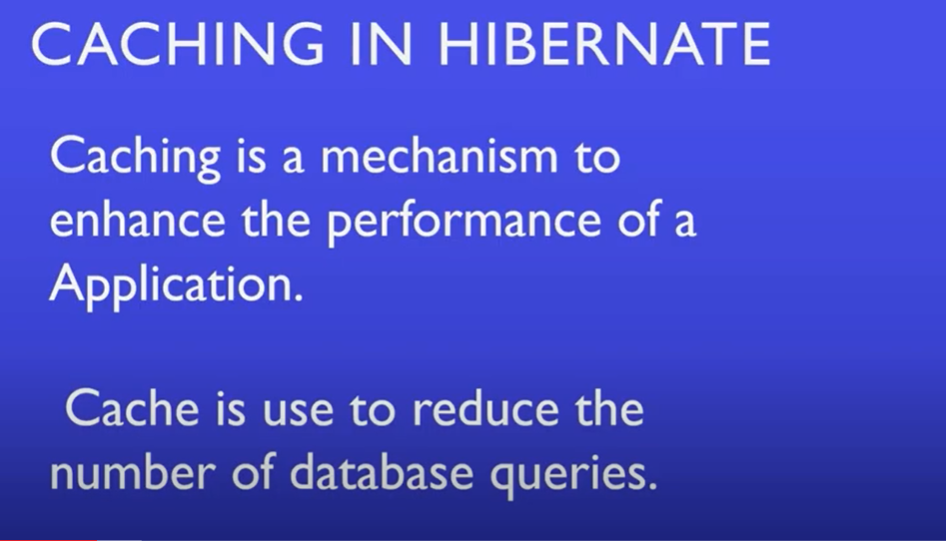 CACHING IN HIBERNATE
Caching is a mechanism to
enhance the performance of a
Application.
Cache is use to reduce the
number of database queries.